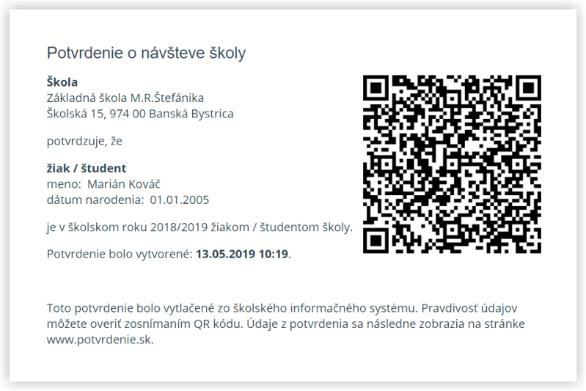 Potvrdenie o návšteve školy
Škola
Základná škola M.R.Štefánika
Školská 15, 974 00 Banská Bystrica
potvrdzuje, že
žiak / študent
meno: Marián Kováč
dátum narodenia: 01.01.2005
je v školskom roku 2018/2019 žiakom / študentom školy.
Potvrdenie bolo vytvorené: 13.05.2019 10:19.
Toto potvrdenie bolo vytlačené zo školského informačného systému. Pravdivosť údajov
môžete overiť zosnímaním QR kódu. Údaje z potvrdenia sa následne zobrazia na stránke
www.potvrdenie.sk.